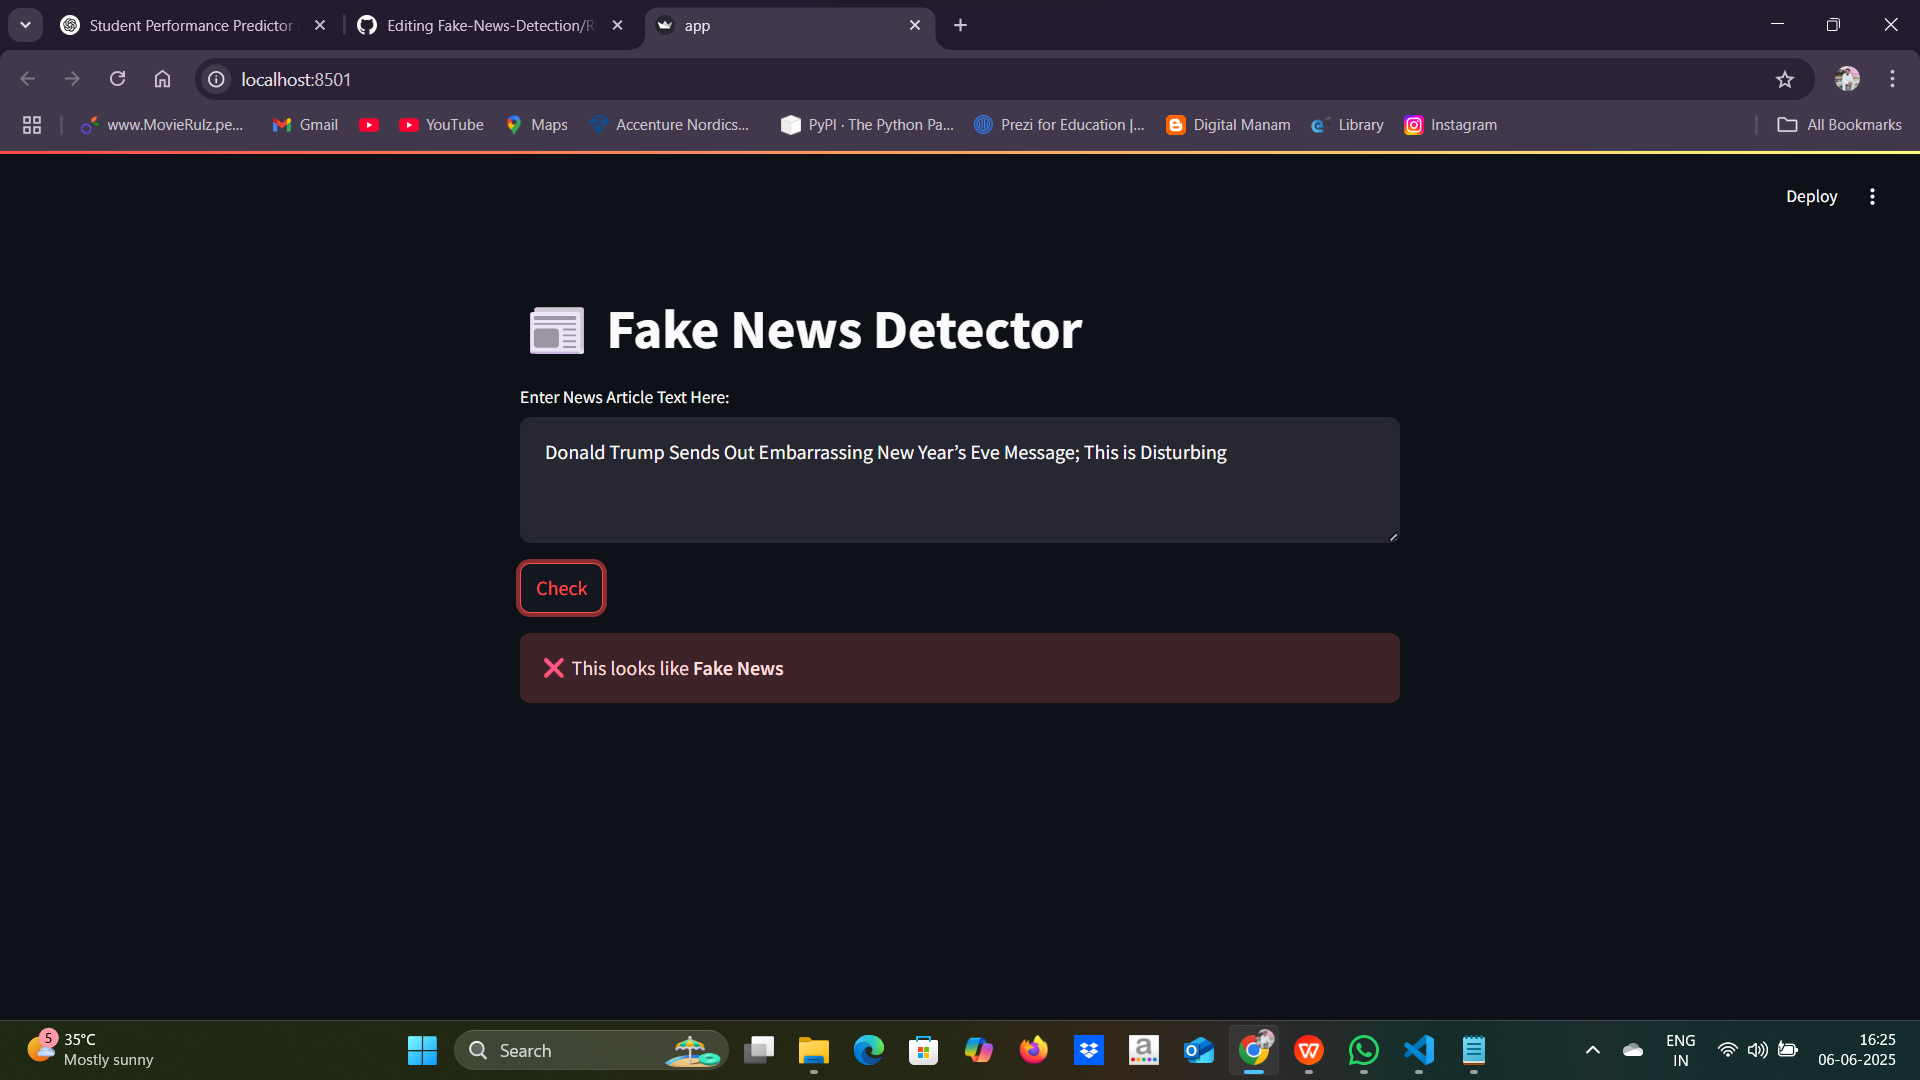 Student Performance Predictor
Editing Fake-News-Detection/R
app
localhost:8501
www.MovieRulz.pe...
Gmail
YouTube
Maps
Accenture Nordics...
PyPI · The Python Pa...
Prezi for Education |...
Digital Manam
Library
Instagram
All Bookmarks
Deploy
Fake News Detector
Enter News Article Text Here:
Donald Trump Sends Out Embarrassing New Year’s Eve Message; This is Disturbing
Check
❌ This looks like Fake News
5
35°C
Mostly sunny
Search
ENG
IN
16:25
06-06-2025